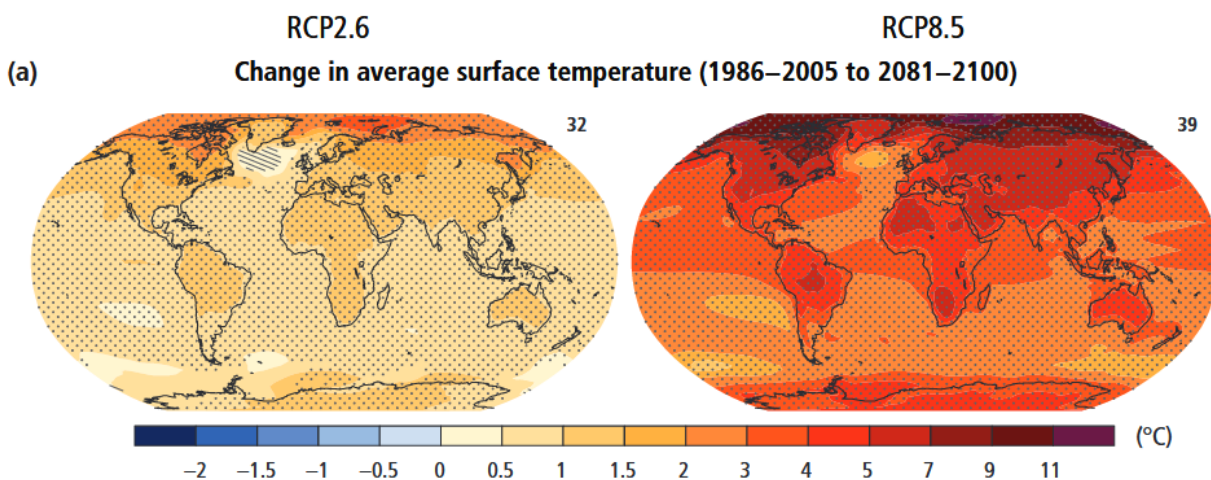 RCP2.6 RCP8.5
(a) Change in average surface temperature (1986–2005 to 2081–2100)
32 39
(°C)
−2 −1.5 −1 −0.5 0 0.5 1 1.5 2 3 4 5 7 9 11